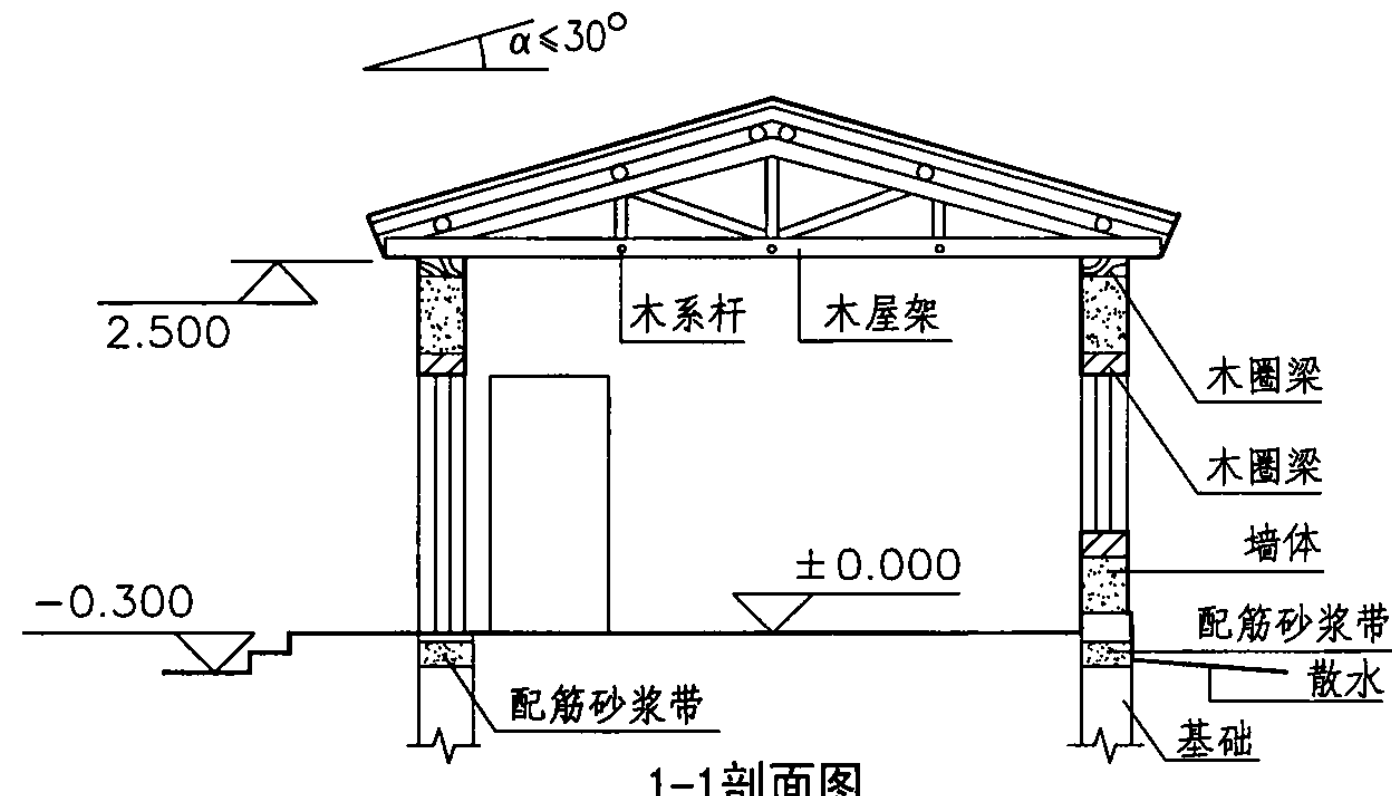 α≤30°
2.500
木系杆
木屋架
木圈梁
木圈梁
墙体
±0.000
-0.300
配筋砂浆带
散水
配筋砂浆带
基础
1-1剖面图